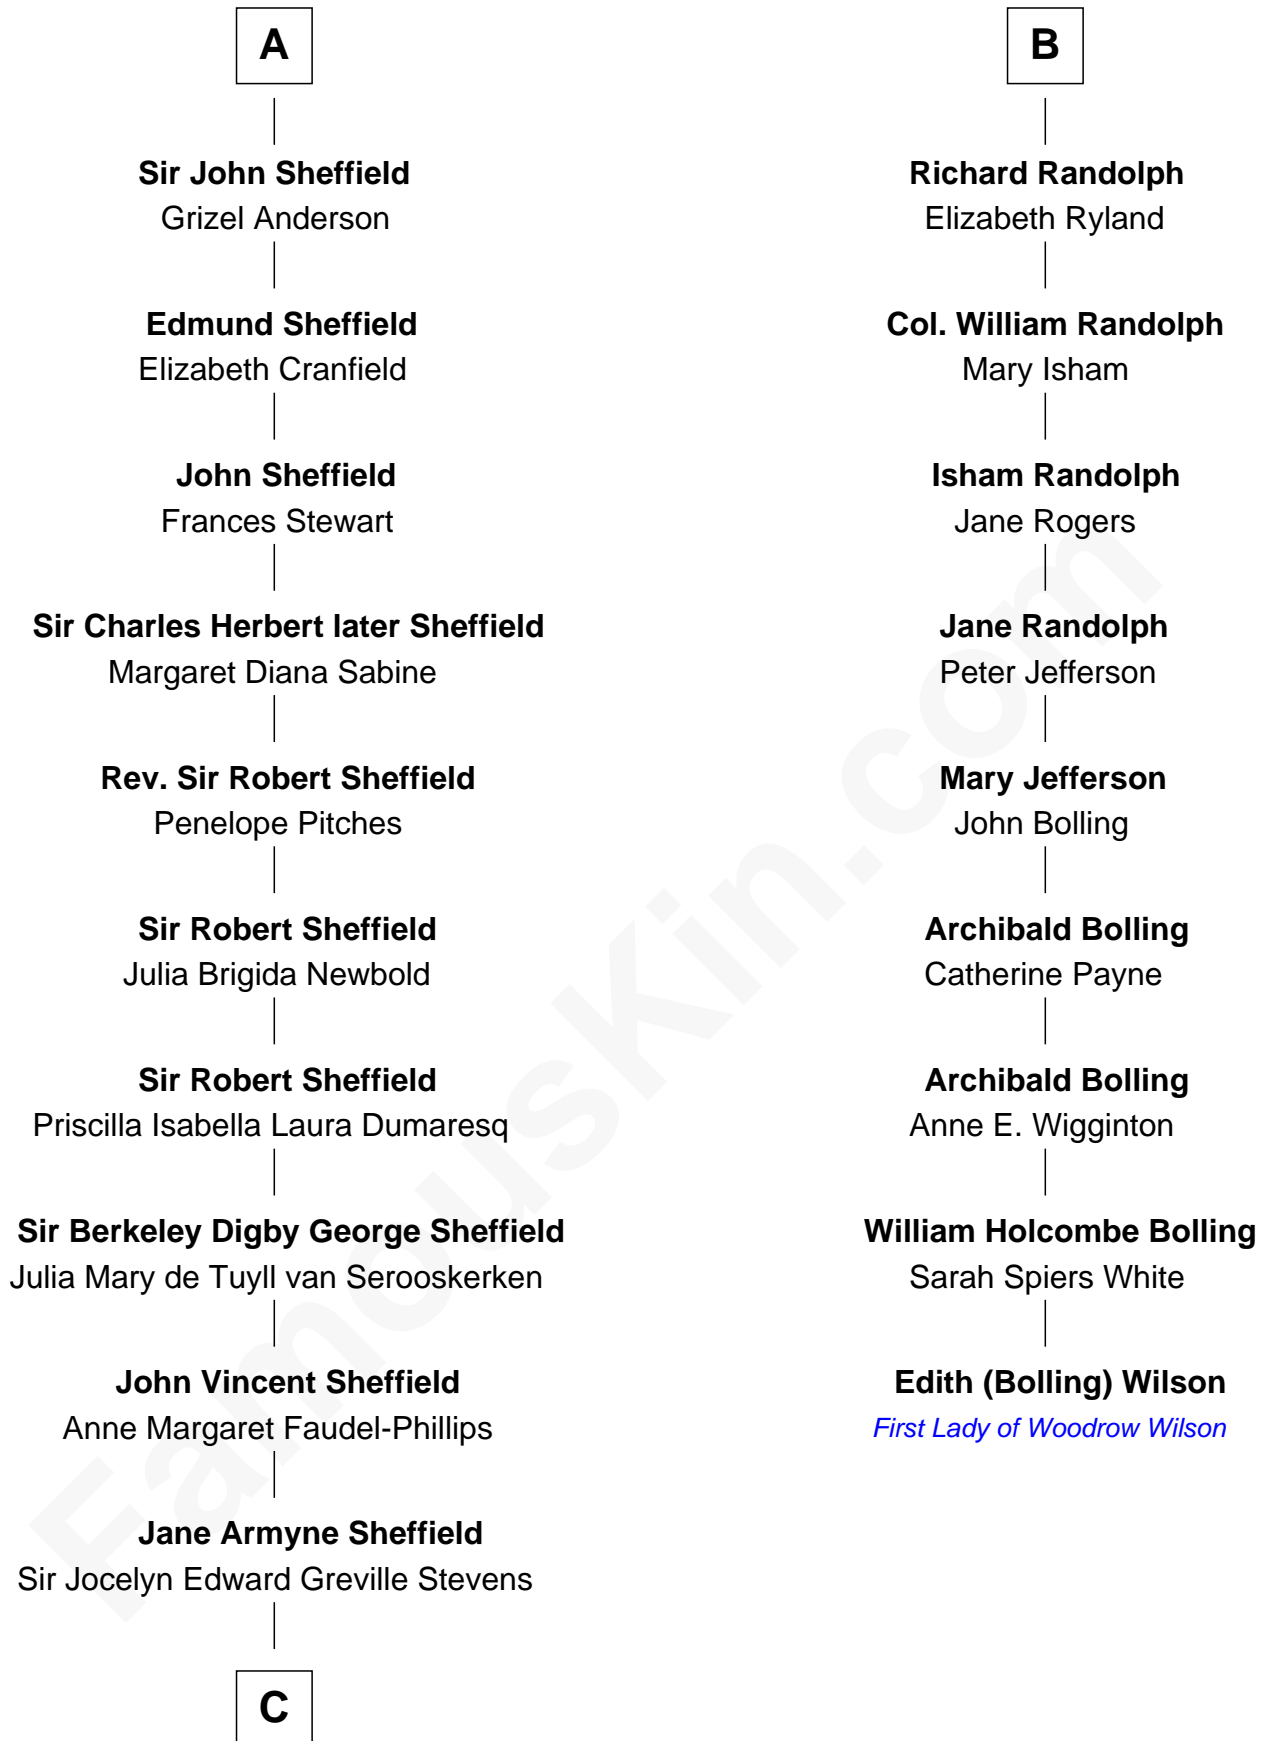 A
Sir John Sheffield
Grizel Anderson
Edmund Sheffield
Elizabeth Cranfield
John Sheffield
Frances Stewart
Sir Charles Herbert later Sheffield
Margaret Diana Sabine
Rev. Sir Robert Sheffield
Penelope Pitches
Sir Robert Sheffield
Julia Brigida Newbold
Sir Robert Sheffield
Priscilla Isabella Laura Dumaresq
Sir Berkeley Digby George Sheffield
Julia Mary de Tuyll van Serooskerken
John Vincent Sheffield
Anne Margaret Faudel-Phillips
Jane Armyne Sheffield
Sir Jocelyn Edward Greville Stevens
C
B
Richard Randolph
Elizabeth Ryland
Col. William Randolph
Mary Isham
Isham Randolph
Jane Rogers
Jane Randolph
Peter Jefferson
Mary Jefferson
John Bolling
Archibald Bolling
Catherine Payne
Archibald Bolling
Anne E. Wigginton
William Holcombe Bolling
Sarah Spiers White
Edith (Bolling) Wilson
First Lady of Woodrow Wilson
FamousKin.com